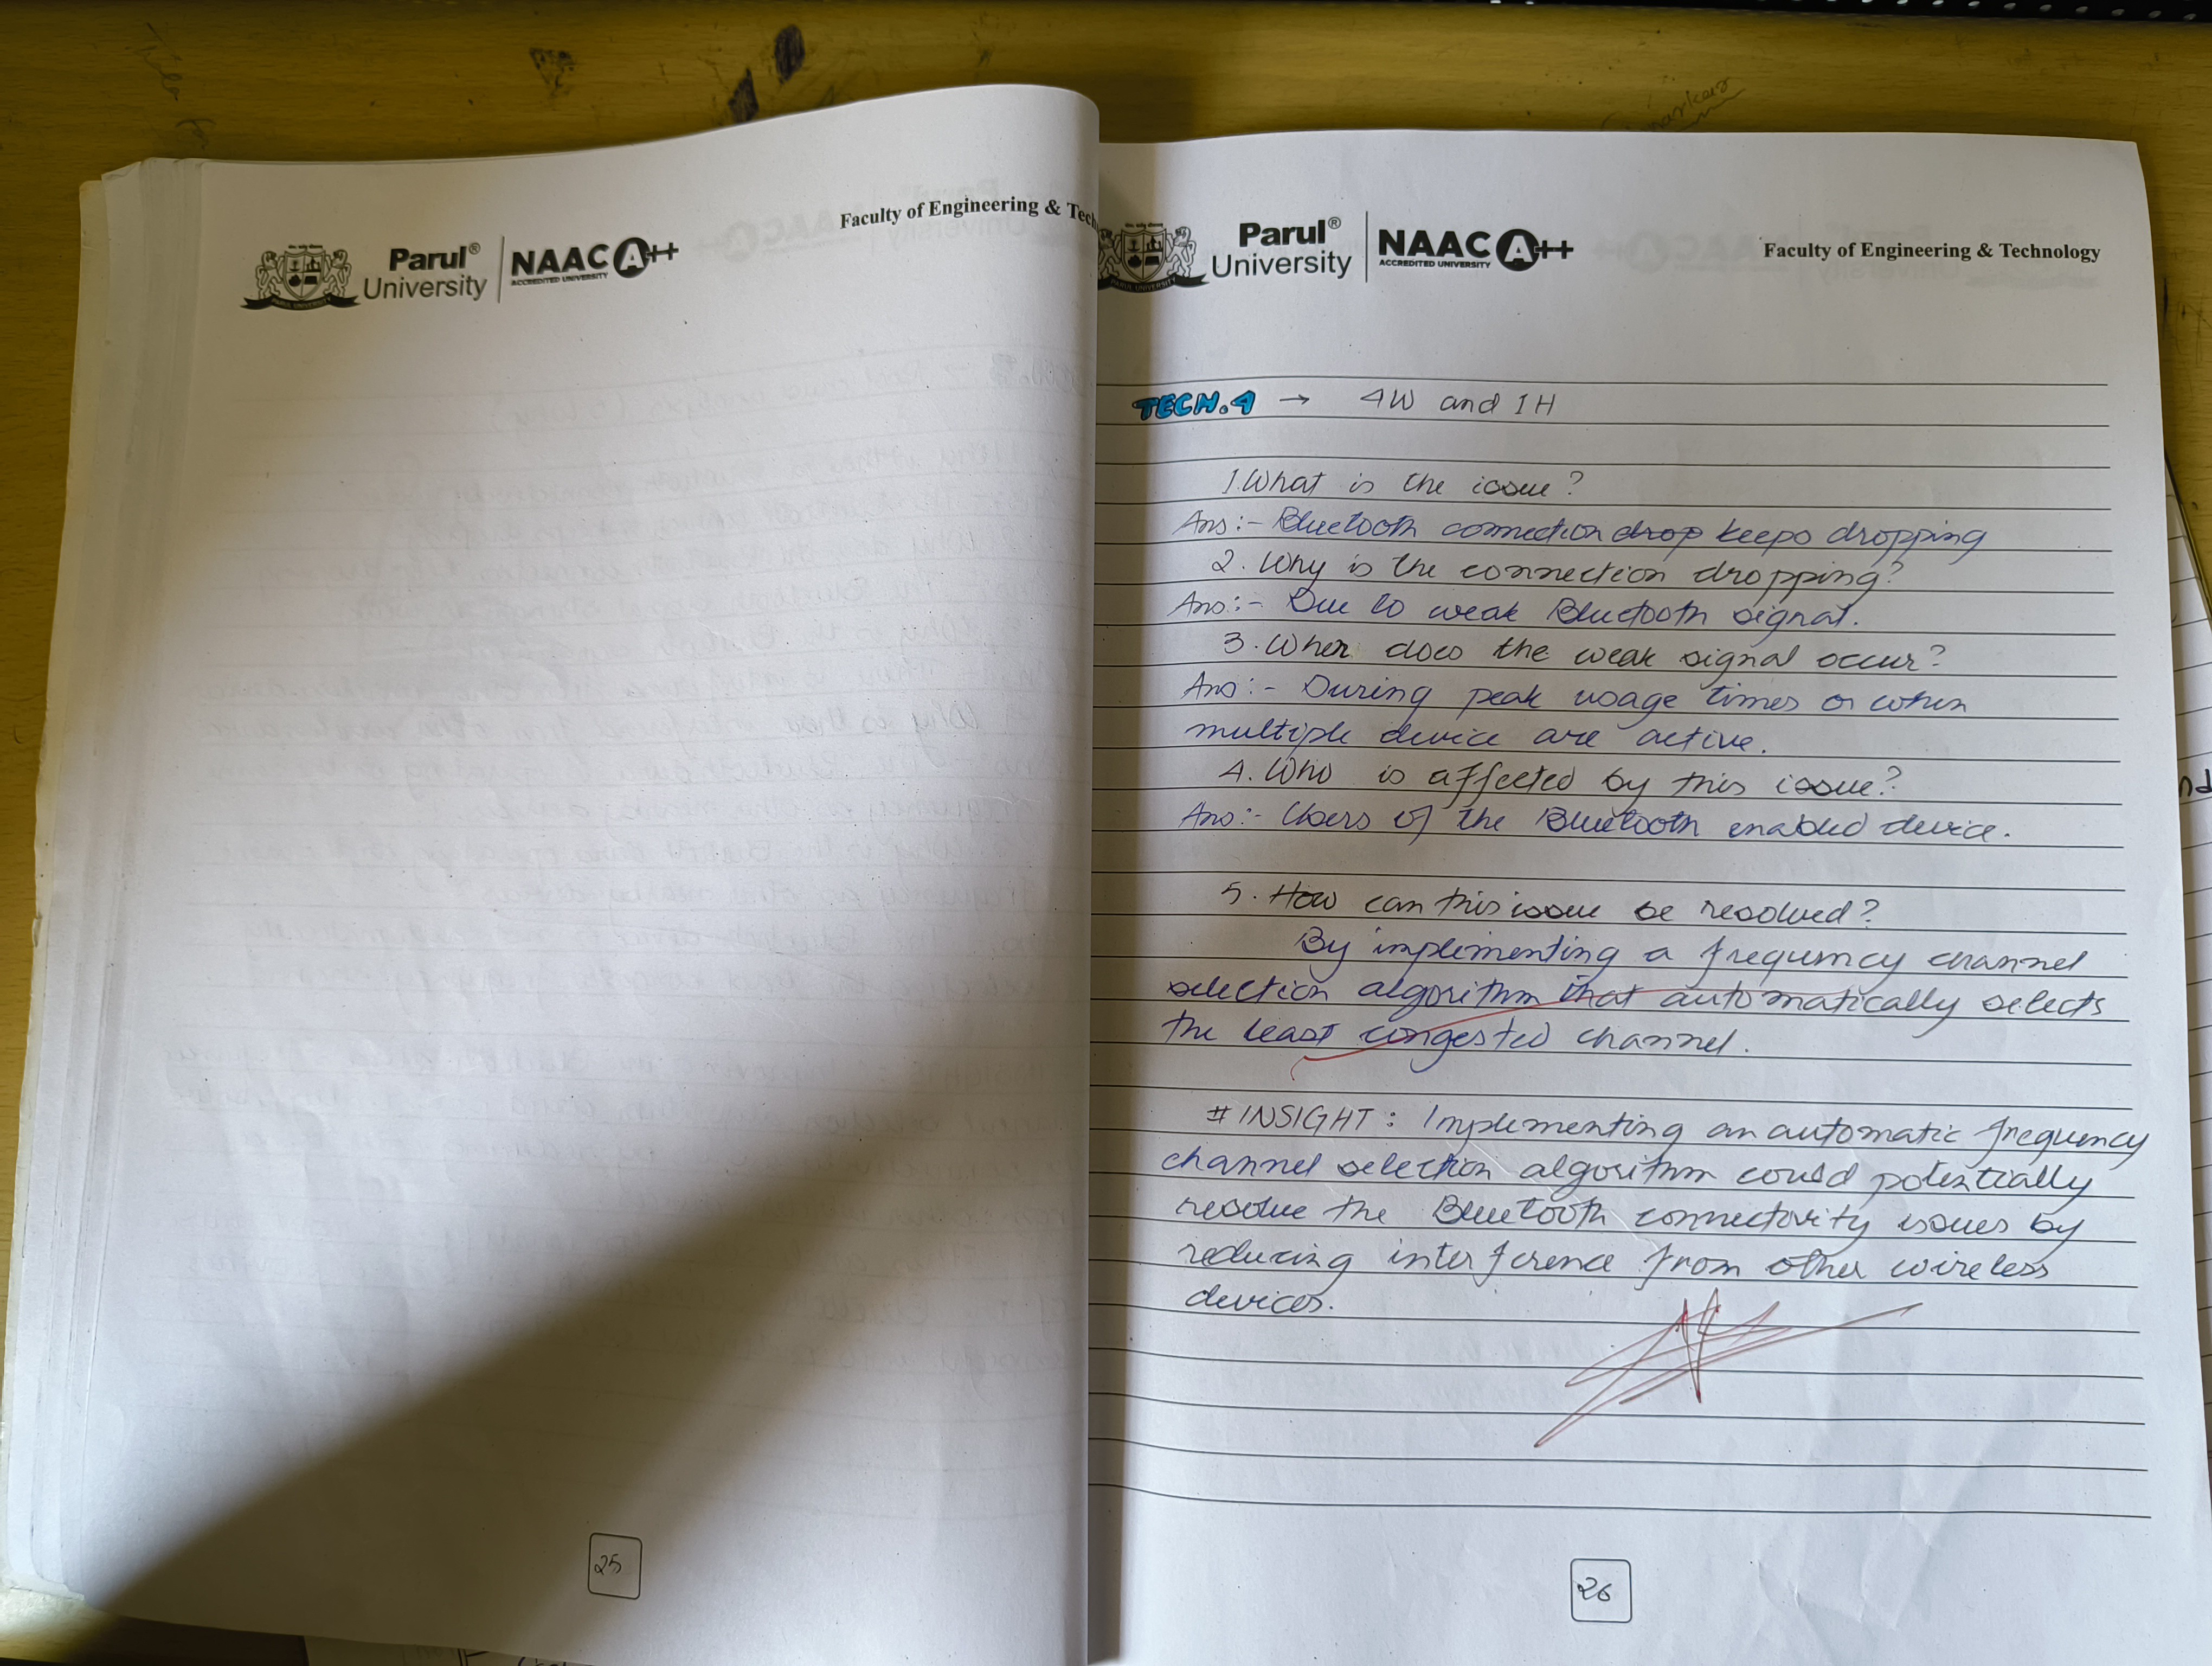 Faculty of Engineering & Tech
Parul®
University
NAAC A++
ACCREDITED UNIVERSITY
PARUL UNIVERSITY
25
Parul®
University
NAAC A++
ACCREDITED UNIVERSITY
PARUL UNIVERSITY
Faculty of Engineering & Technology
TECH.4 → 4W and 1H
1. What is the issue?
Ans:- Bluetooth connection drop keeps dropping
2. Why is the connection dropping?
Ans:- Due to weak Bluetooth signal.
3. When does the weak signal occur?
Ans:- During peak usage times or when
multiple device are active.
4. Who is affected by this issue?
Ans:- Users of the Bluetooth enabled device.
5. How can this issue be resolved?
By implementing a frequency channel
selection algorithm that automatically selects
the least congested channel.
# INSIGHT: Implementing an automatic frequency
channel selection algorithm could potentially
resolve the Bluetooth connectivity issues by
reducing interference from other wireless
devices.
26